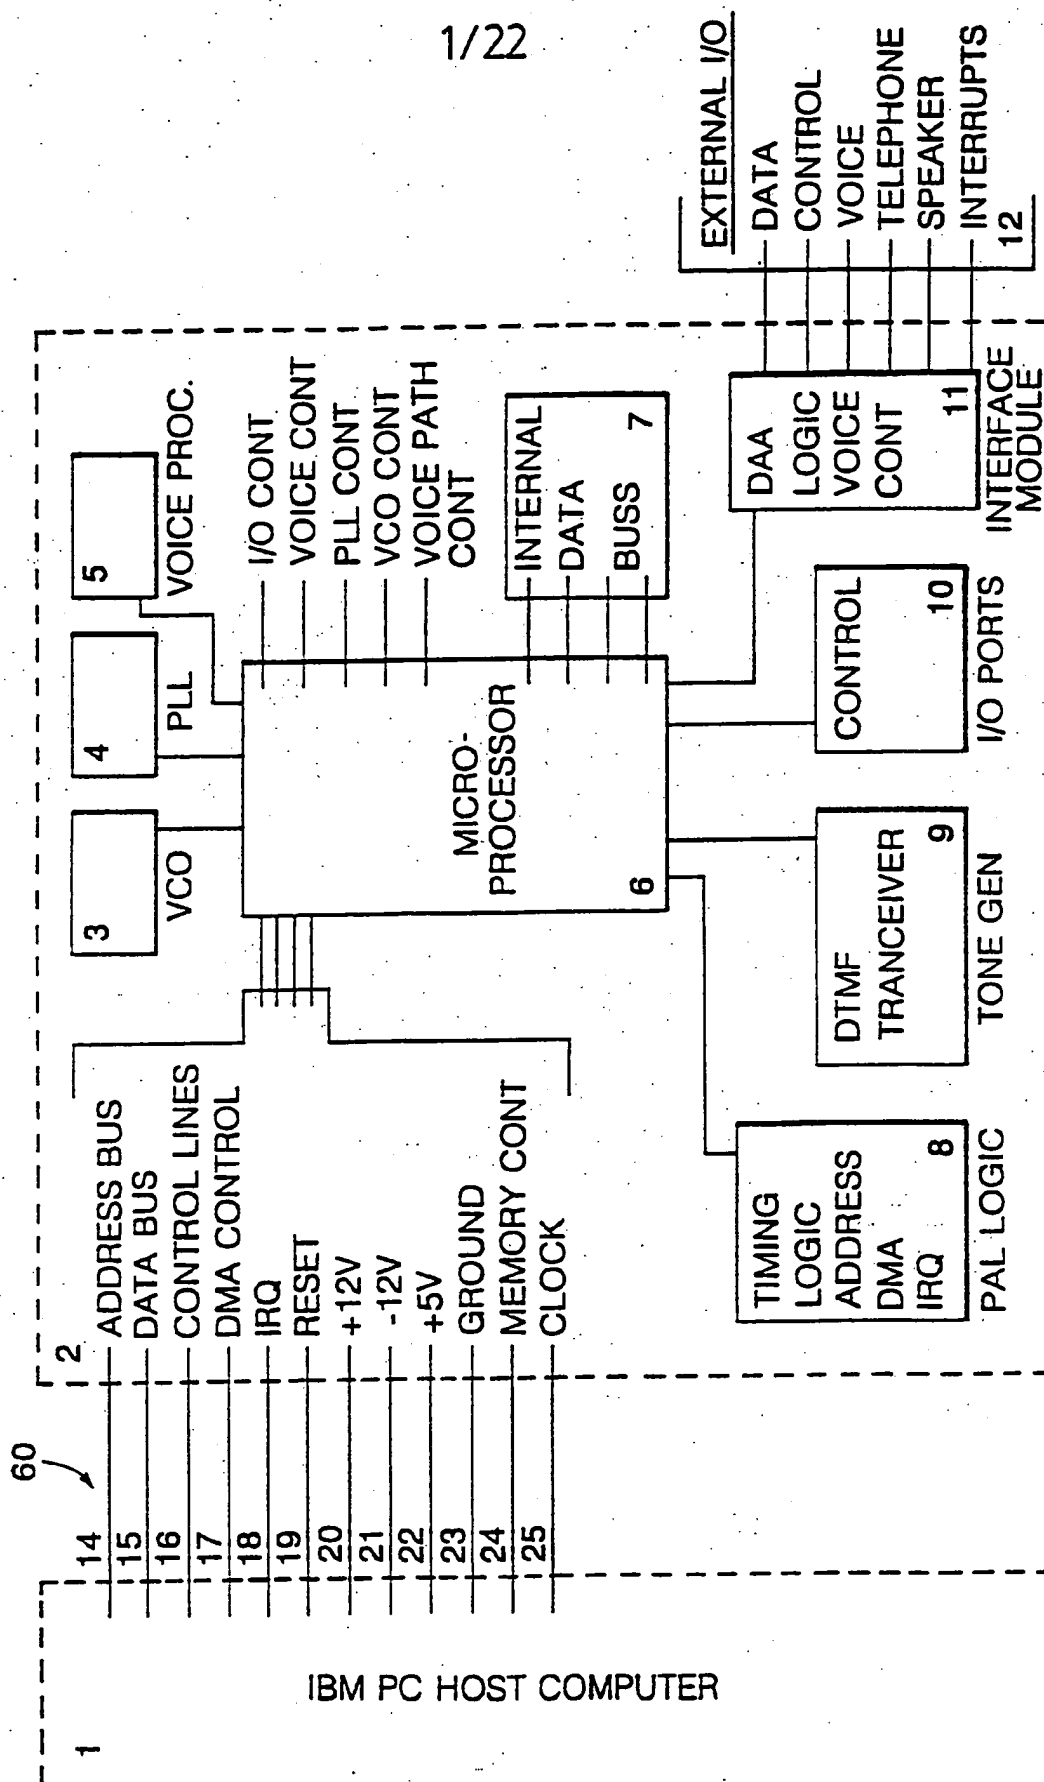 1/22
1
IBM PC HOST COMPUTER
60
14
15
16
17
18
19
20
21
22
23
24
25
2
ADDRESS BUS
DATA BUS
CONTROL LINES
DMA CONTROL
IRQ
RESET
+12V
-12V
+5V
GROUND
MEMORY CONT
CLOCK
3
VCO
4
PLL
5
VOICE PROC.
MICRO-
PROCESSOR
6
I/O CONT
VOICE CONT
PLL CONT
VCO CONT
VOICE PATH
CONT
INTERNAL
DATA
BUSS
7
TIMING
LOGIC
ADDRESS
DMA
IRQ
8
PAL LOGIC
DTMF
TRANCEIVER
9
TONE GEN
CONTROL
10
I/O PORTS
DAA
LOGIC
VOICE
CONT
11
INTERFACE
MODULE
EXTERNAL I/O
DATA
CONTROL
VOICE
TELEPHONE
SPEAKER
INTERRUPTS
12